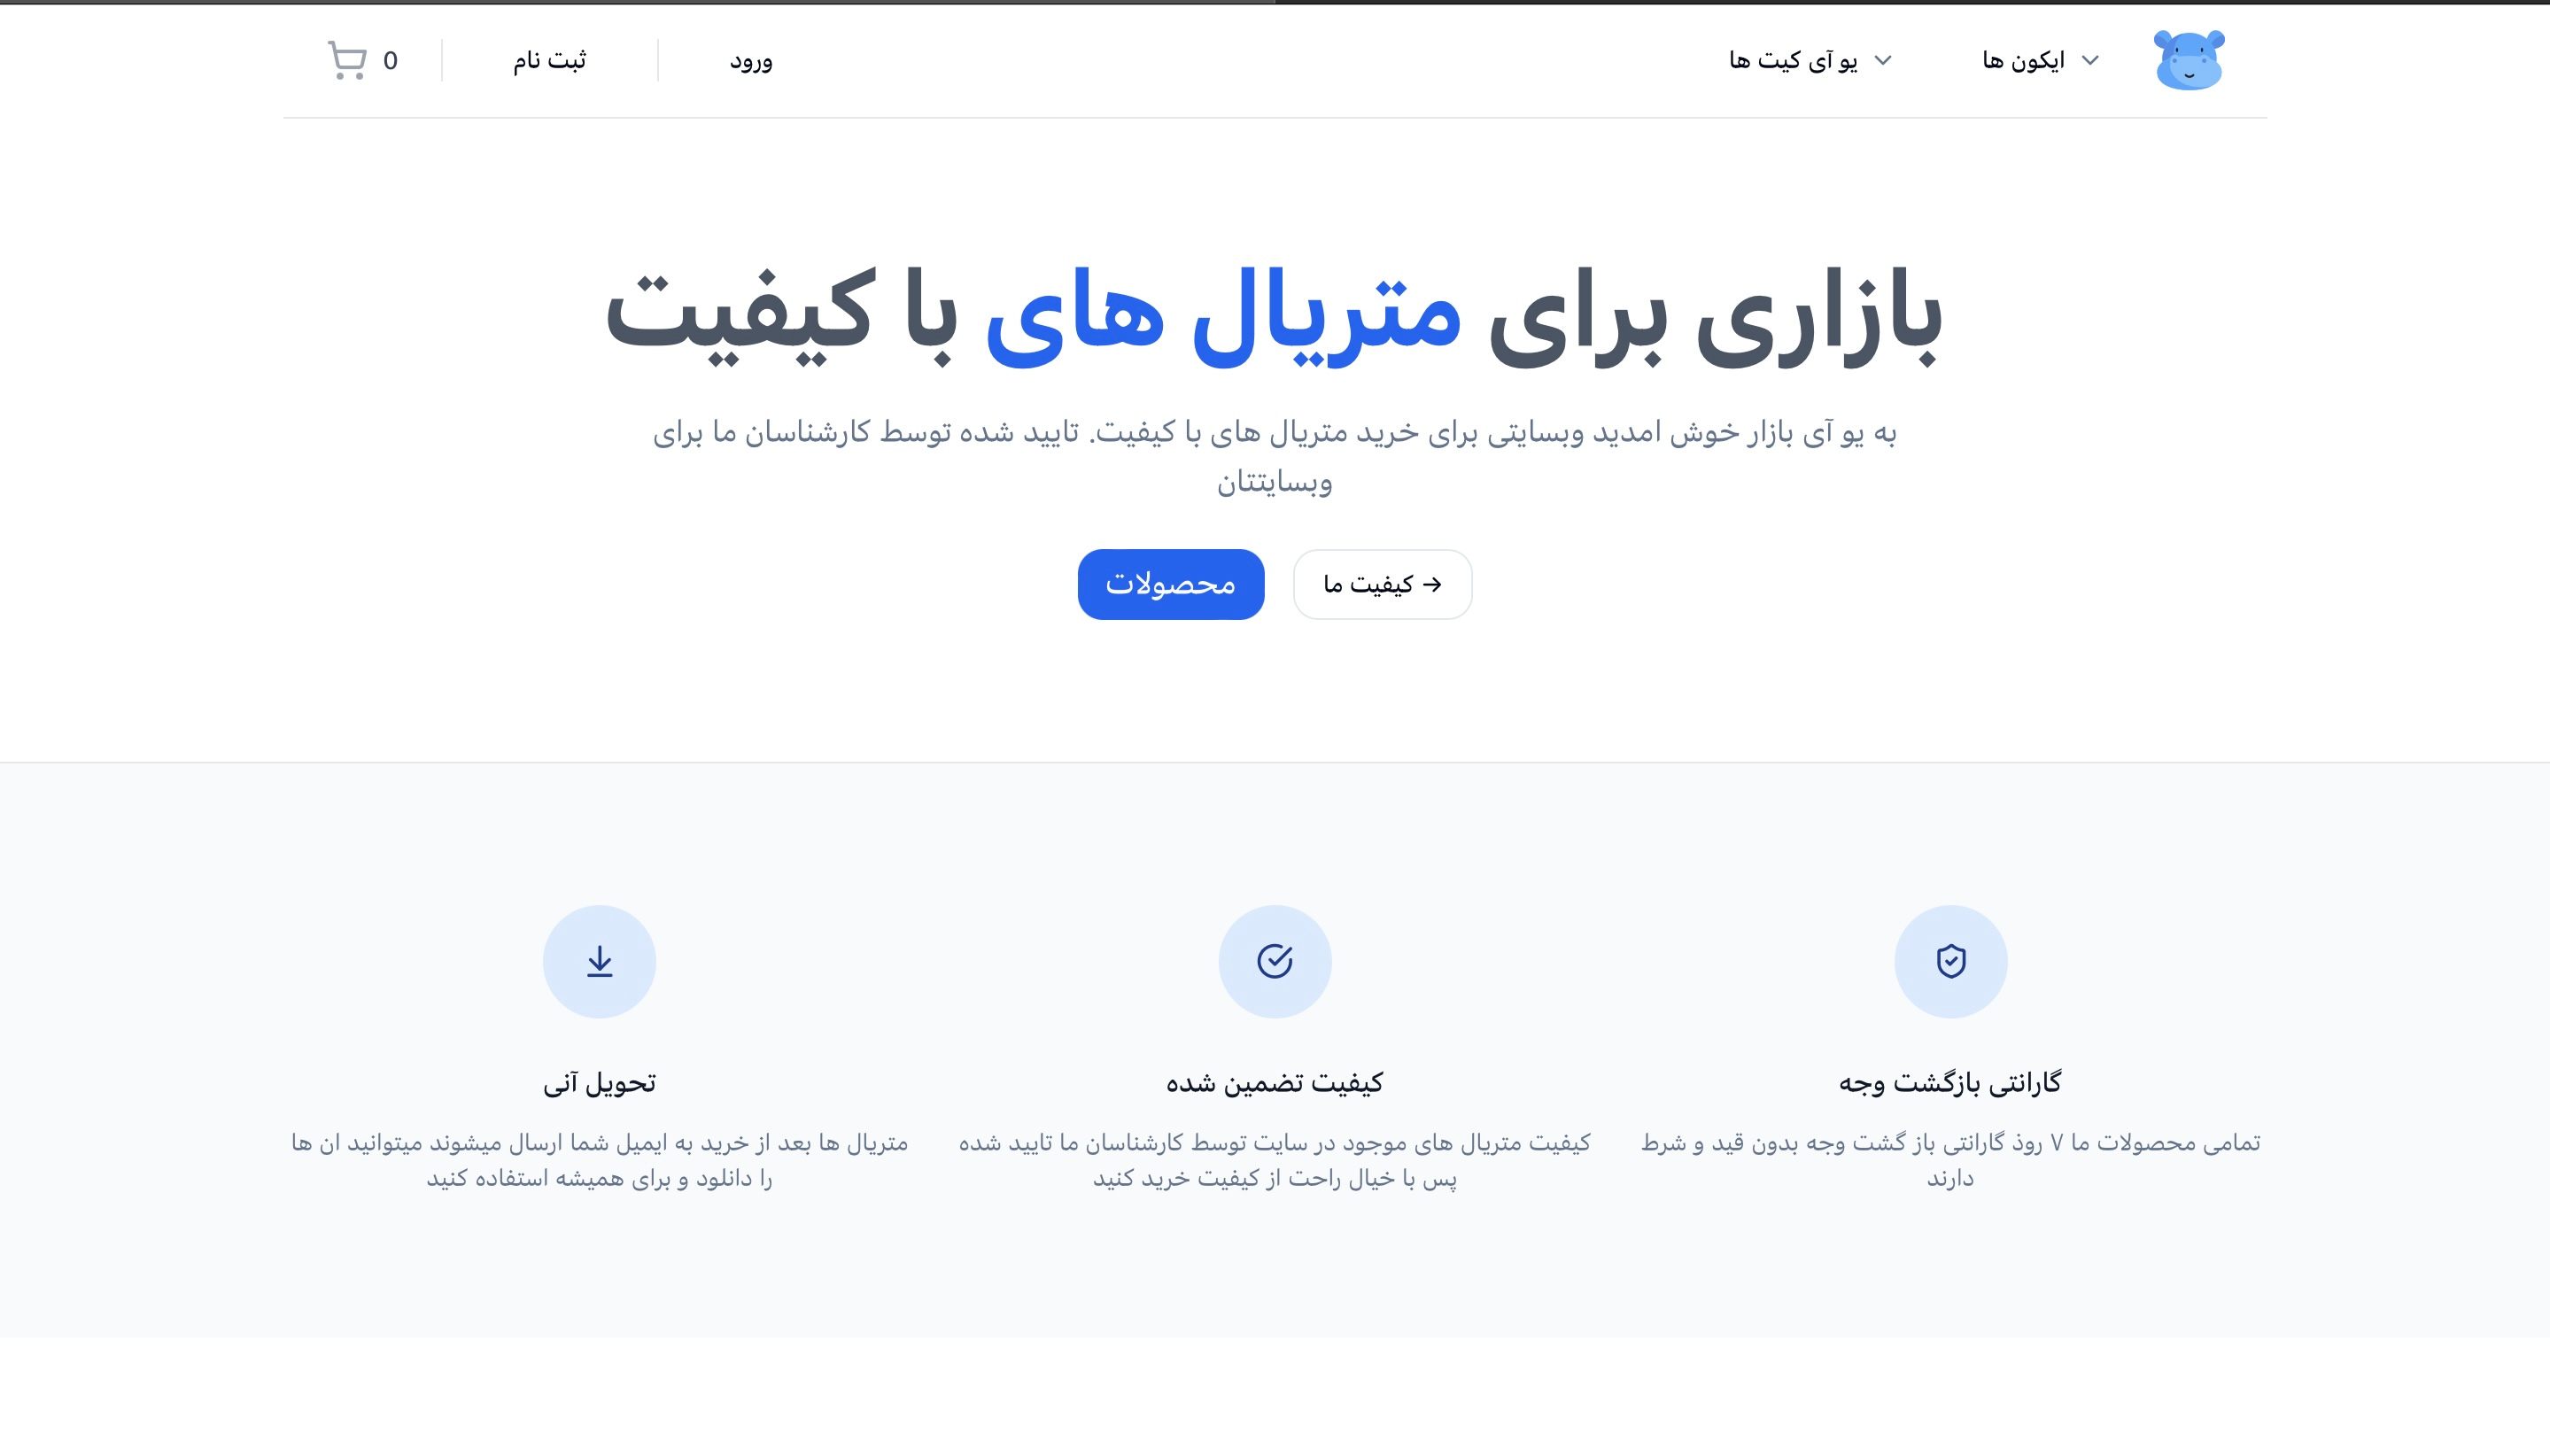 ایکون ها
یو آی کیت ها
ورود
ثبت نام
0
بازاری برای متریال های با کیفیت
به یو آی بازار خوش امدید وبسایتی برای خرید متریال های با کیفیت. تایید شده توسط کارشناسان ما برای
وبسایتتان
→ کیفیت ما
محصولات
گارانتی بازگشت وجه
تمامی محصولات ما ۷ روذ گارانتی باز گشت وجه بدون قید و شرط
دارند
کیفیت تضمین شده
کیفیت متریال های موجود در سایت توسط کارشناسان ما تایید شده
پس با خیال راحت از کیفیت خرید کنید
تحویل آنی
متریال ها بعد از خرید به ایمیل شما ارسال میشوند میتوانید ان ها
را دانلود و برای همیشه استفاده کنید